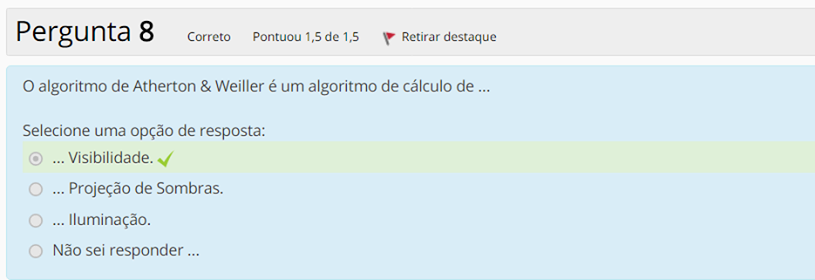 Pergunta 8 Correto Pontuou 1,5 de 1,5 Retirar destaque
O algoritmo de Atherton & Weiller é um algoritmo de cálculo de ...
Selecione uma opção de resposta:
... Visibilidade.
... Projeção de Sombras.
... Iluminação.
Não sei responder ...